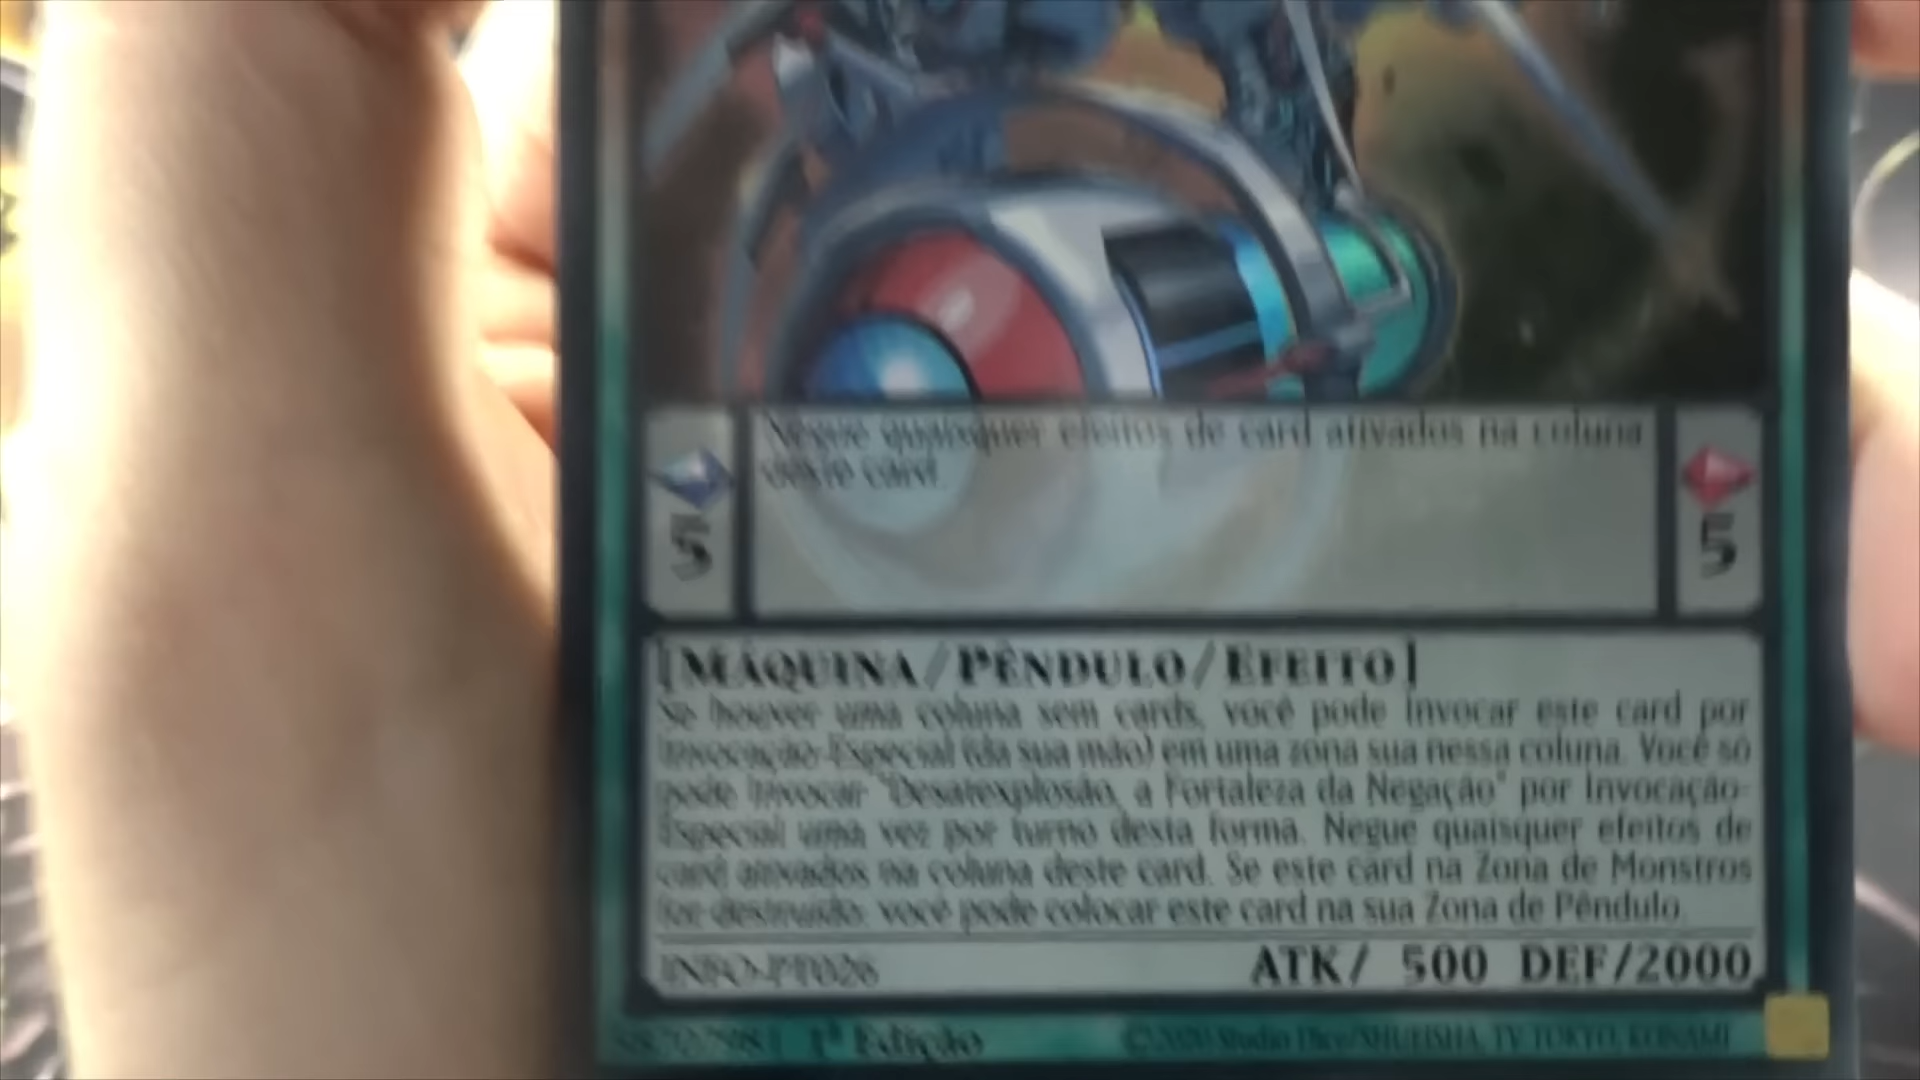 Negue quaisquer efeitos de card ativados na coluna
deste card.
5
5
[MÁQUINA/PÊNDULO/EFEITO]
Se houver uma coluna sem cards, você pode Invocar este card por
Invocação-Especial (da sua mão) em uma zona sua nessa coluna. Você só
pode Invocar "Desatexplosão, a Fortaleza da Negação" por Invocação-
Especial uma vez por turno desta forma. Negue quaisquer efeitos de
card ativados na coluna deste card. Se este card na Zona de Monstros
for destruído: você pode colocar este card na sua Zona de Pêndulo.
ATK/ 500 DEF/2000
1ª Edição
©2020 Studio Dice/SHUEISHA, TV TOKYO, KONAMI